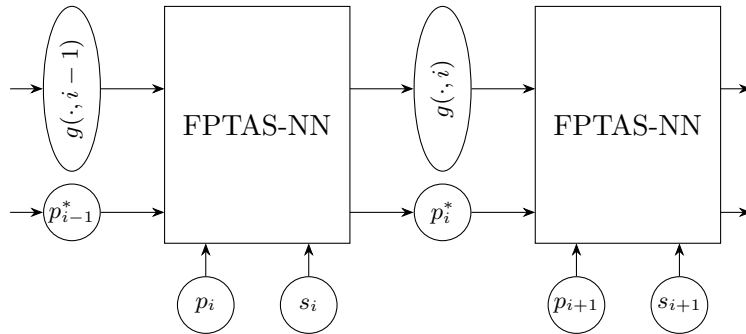 g(·, i − 1)
FPTAS-NN
g(·, i)
FPTAS-NN
p*_{i−1}
p*_i
p_i
s_i
p_{i+1}
s_{i+1}